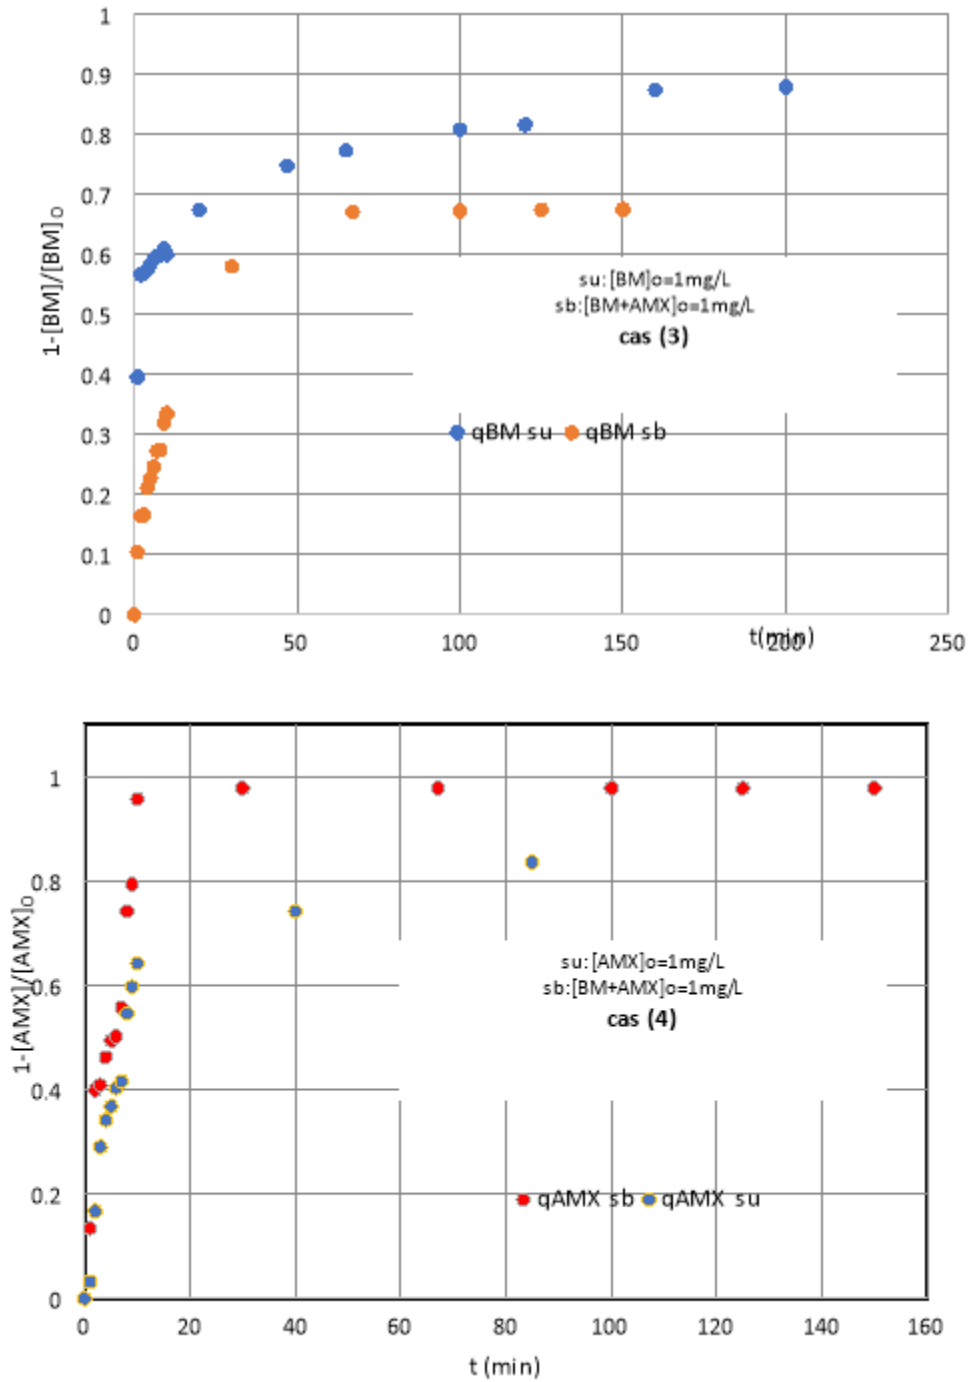 1
0.9
0.8
0.7
0.6
0.5
0.4
0.3
0.2
0.1
0
1-[BM]/[BM]₀
su:[BM]o=1mg/L
sb:[BM+AMX]o=1mg/L
cas (3)
qBM su qBM sb
0 50 100 150 200 250
t(min)
1
0.8
0.6
0.4
0.2
0
1-[AMX]/[AMX]₀
su:[AMX]o=1mg/L
sb:[BM+AMX]o=1mg/L
cas (4)
qAMX sb qAMX su
0 20 40 60 80 100 120 140 160
t (min)